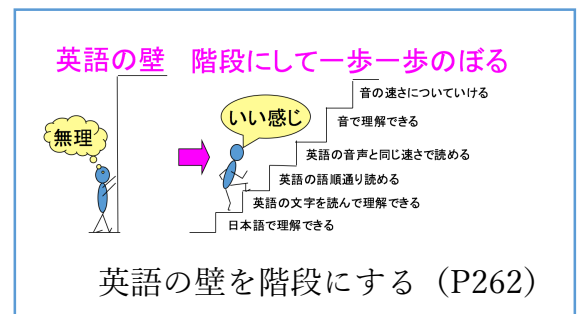 英語の壁 階段にして一歩一歩のぼる
無理
いい感じ
音の速さについていける
音で理解できる
英語の音声と同じ速さで読める
英語の語順通り読める
英語の文字を読んで理解できる
日本語で理解できる
英語の壁を階段にする（P262）